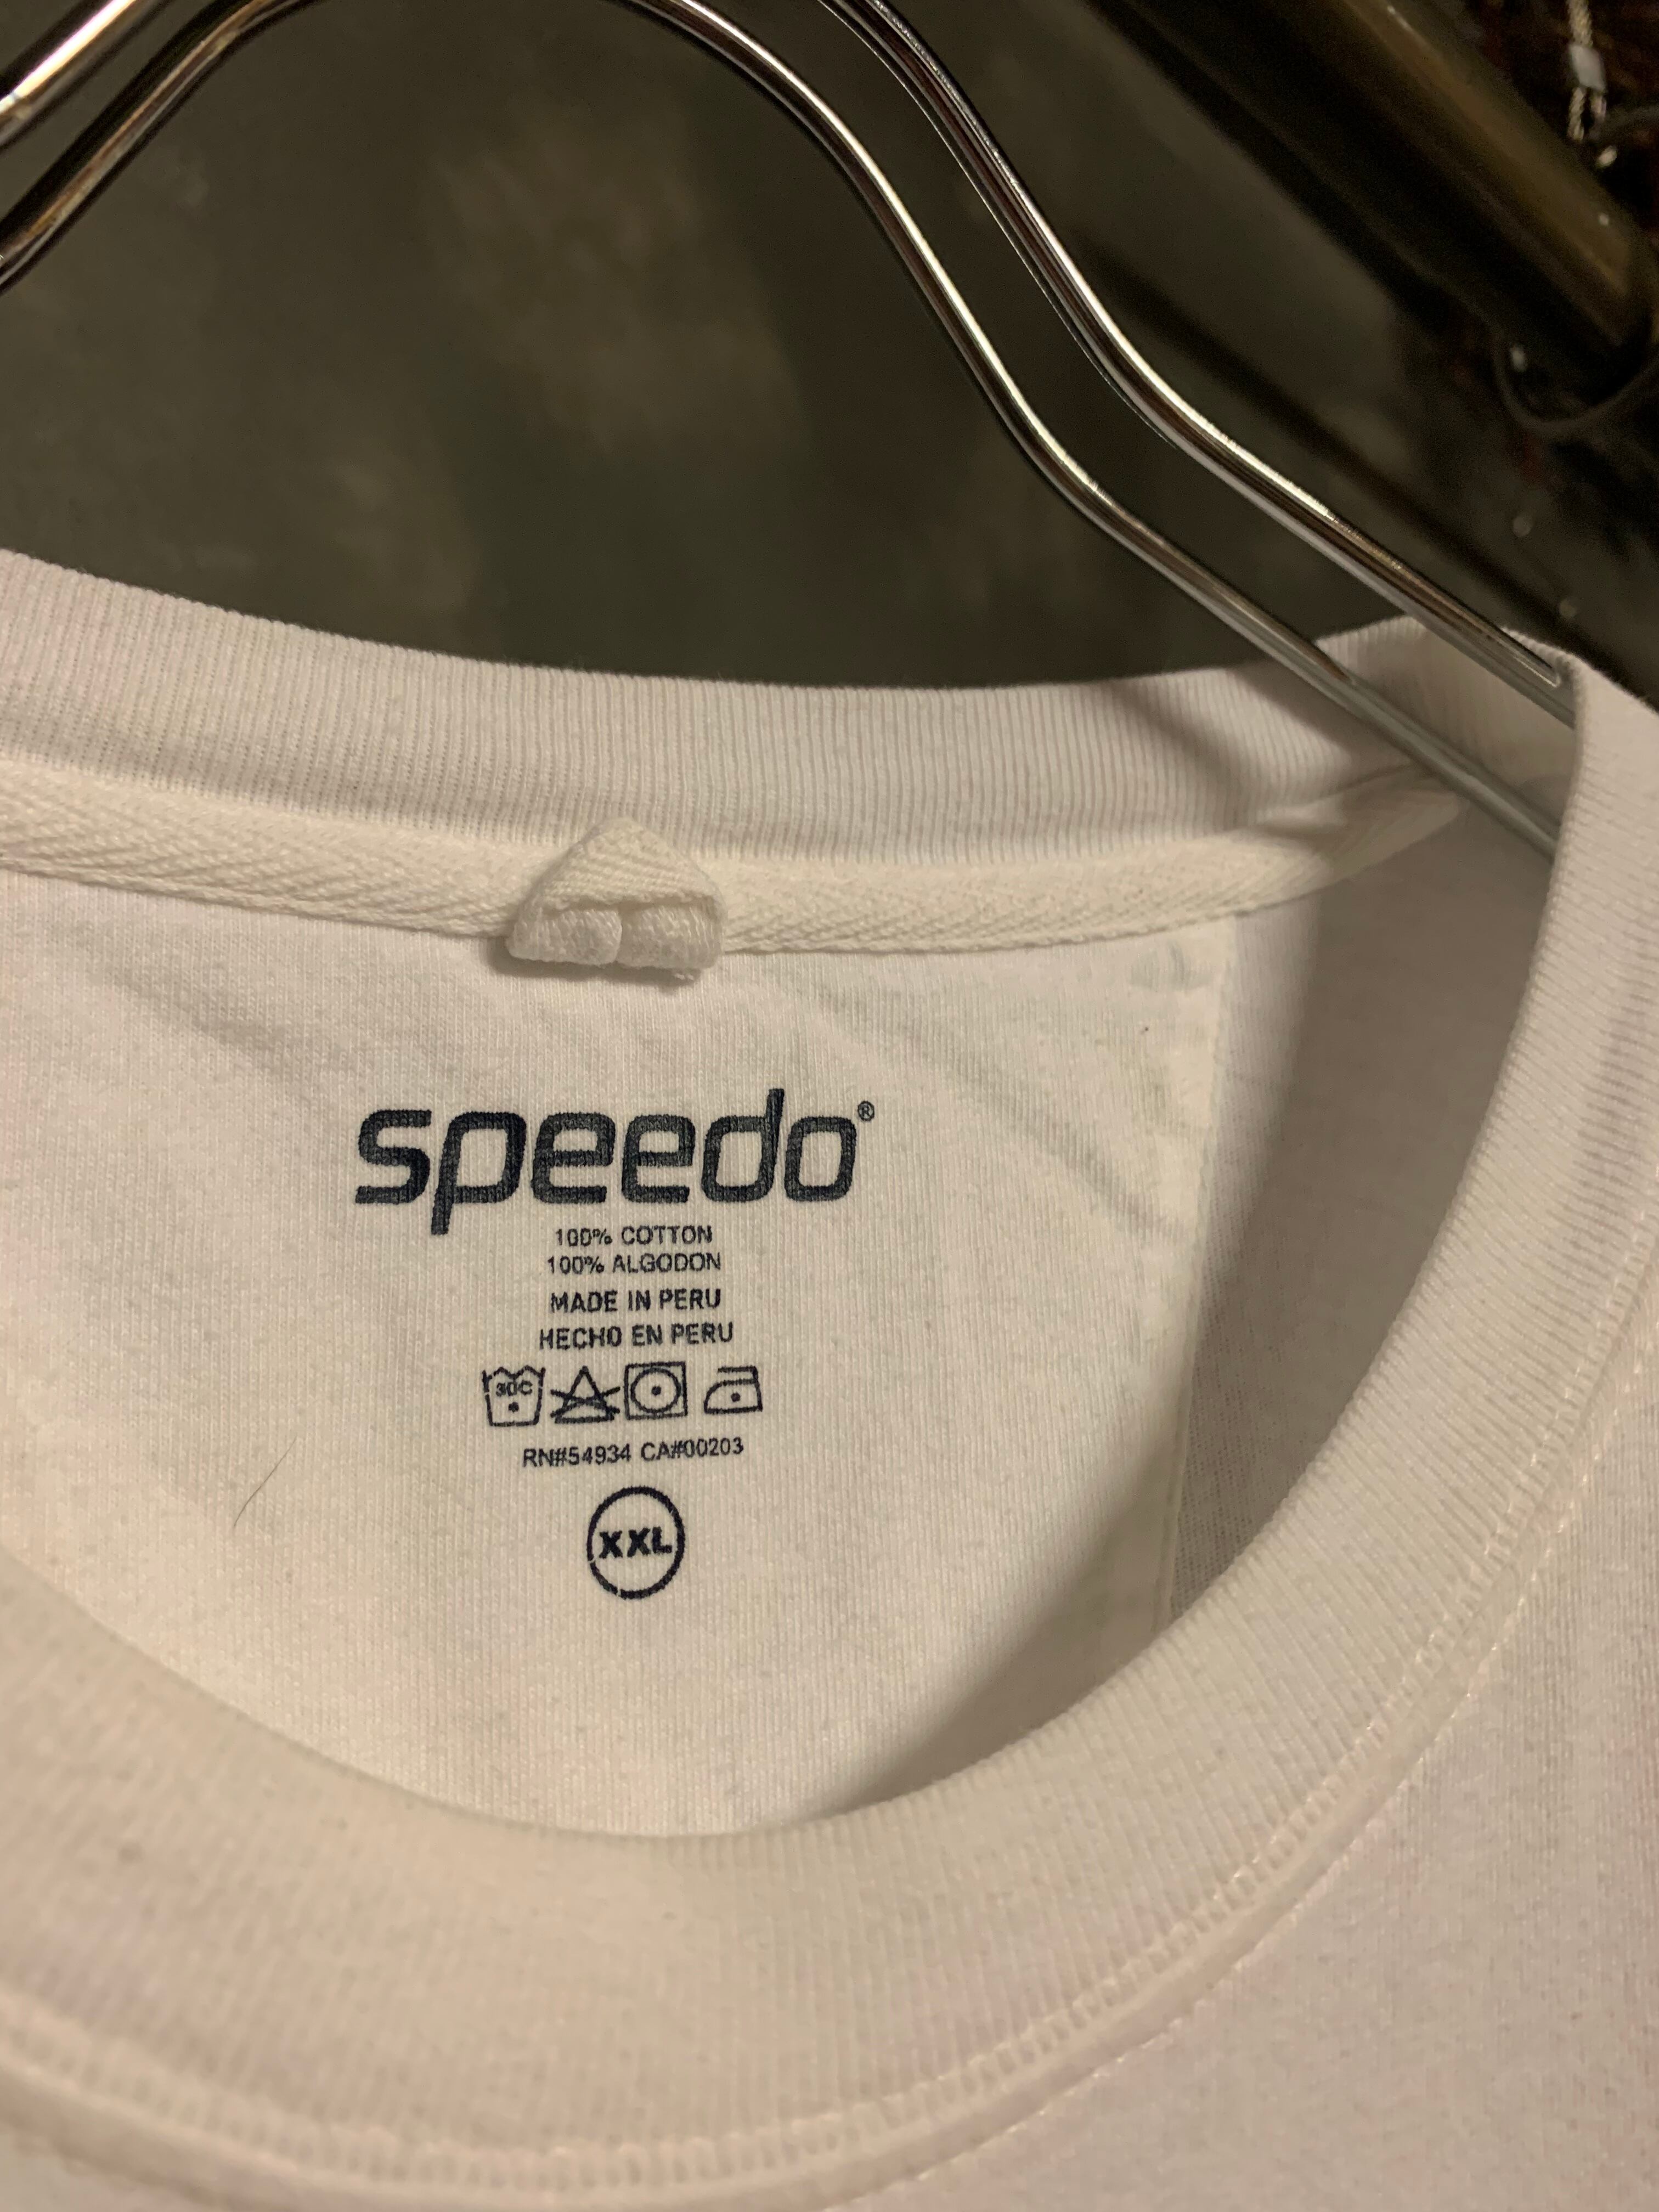 speedo®
100% COTTON
100% ALGODON
MADE IN PERU
HECHO EN PERU
30C
RN#54934 CA#00203
XXL